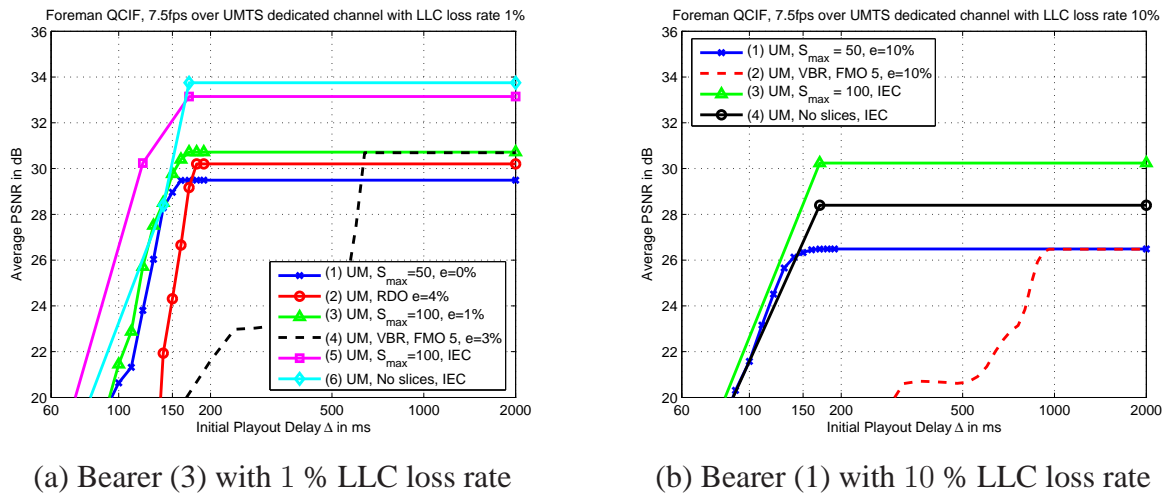 Foreman QCIF, 7.5fps over UMTS dedicated channel with LLC loss rate 1%
Average PSNR in dB
36
34
32
30
28
26
24
22
20
60
100
150
200
500
1000
2000
Initial Playout Delay Δ in ms
(1) UM, S_max=50, e=0%
(2) UM, RDO e=4%
(3) UM, S_max=100, e=1%
(4) UM, VBR, FMO 5, e=3%
(5) UM, S_max=100, IEC
(6) UM, No slices, IEC
(a) Bearer (3) with 1 % LLC loss rate
Foreman QCIF, 7.5fps over UMTS dedicated channel with LLC loss rate 10%
Average PSNR in dB
36
34
32
30
28
26
24
22
20
60
100
150
200
500
1000
2000
Initial Playout Delay Δ in ms
(1) UM, S_max = 50, e=10%
(2) UM, VBR, FMO 5, e=10%
(3) UM, S_max = 100, IEC
(4) UM, No slices, IEC
(b) Bearer (1) with 10 % LLC loss rate